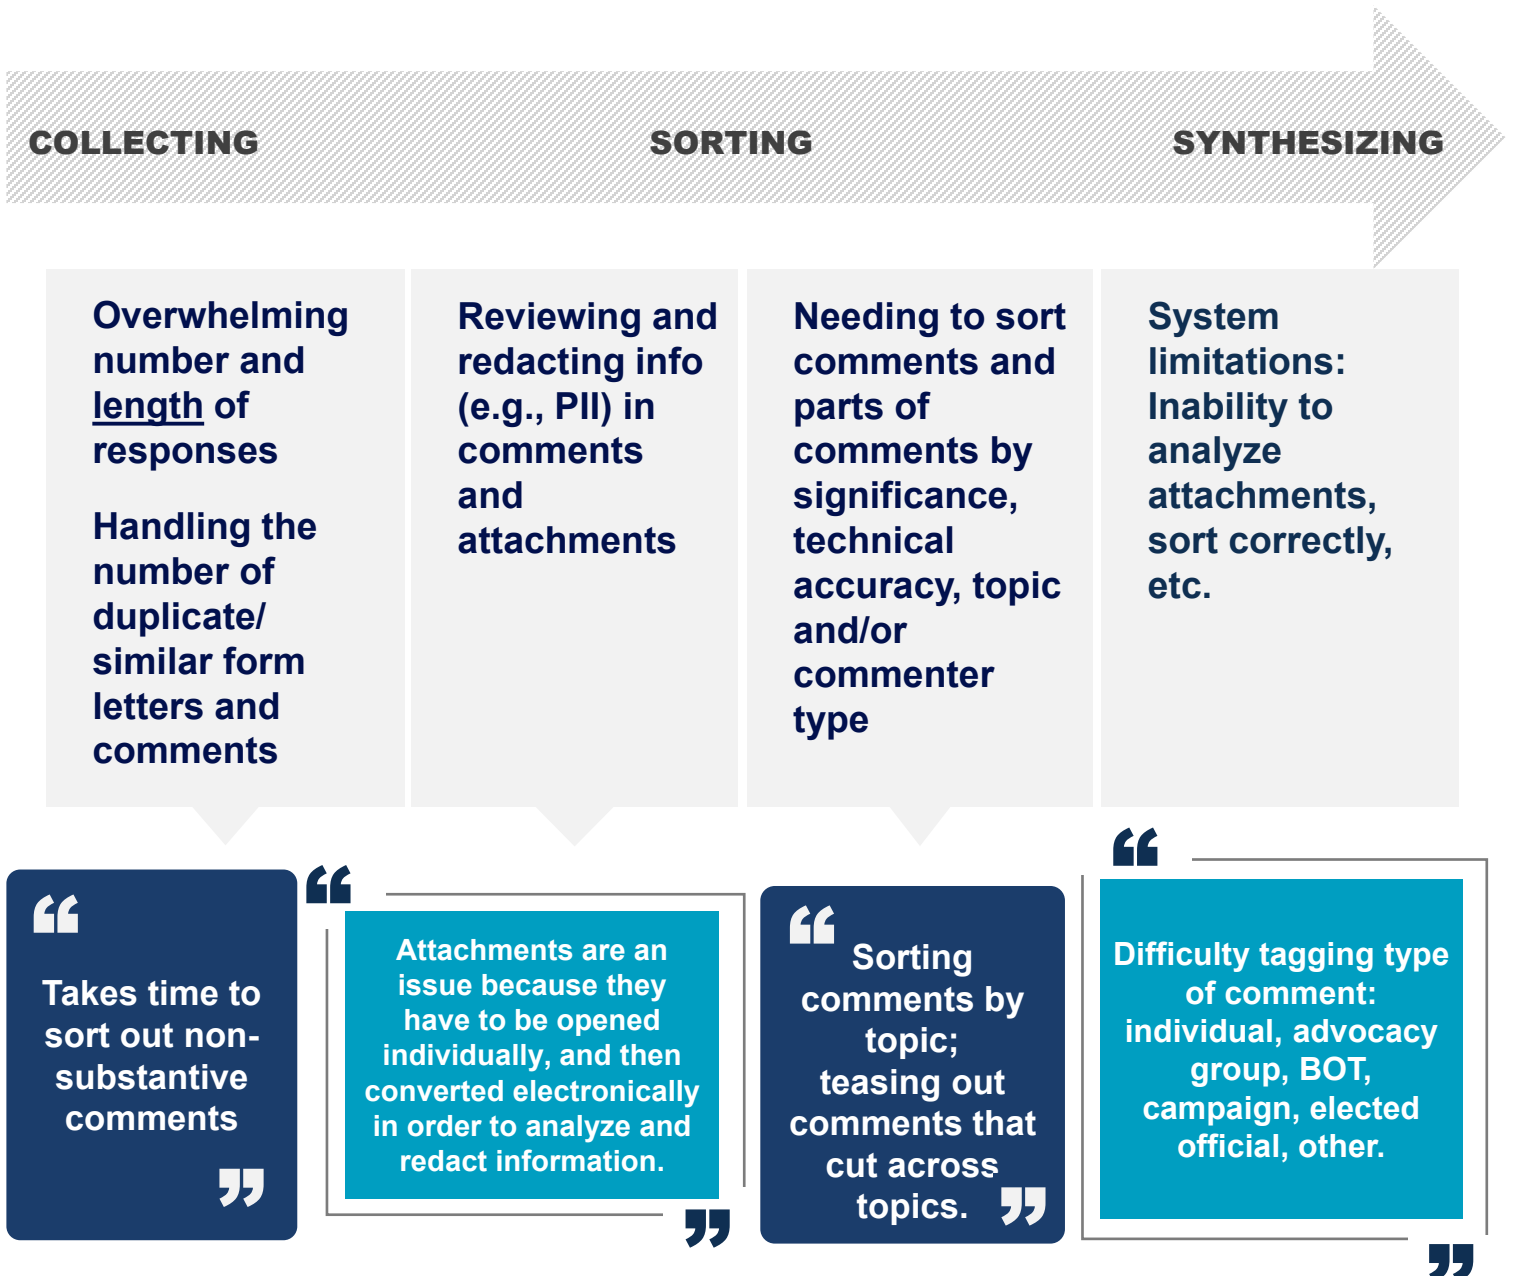 COLLECTING
SORTING
SYNTHESIZING
Overwhelming
number and
length of
responses
Handling the
number of
duplicate/
similar form
letters and
comments
Reviewing and
redacting info
(e.g., PII) in
comments
and
attachments
Needing to sort
comments and
parts of
comments by
significance,
technical
accuracy, topic
and/or
commenter
type
System
limitations:
Inability to
analyze
attachments,
sort correctly,
etc.
“
Takes time to
sort out non-
substantive
comments
”
“
Attachments are an
issue because they
have to be opened
individually, and then
converted electronically
in order to analyze and
redact information.
”
“
Sorting
comments by
topic;
teasing out
comments that
cut across
topics.
”
“
Difficulty tagging type
of comment:
individual, advocacy
group, BOT,
campaign, elected
official, other.
”